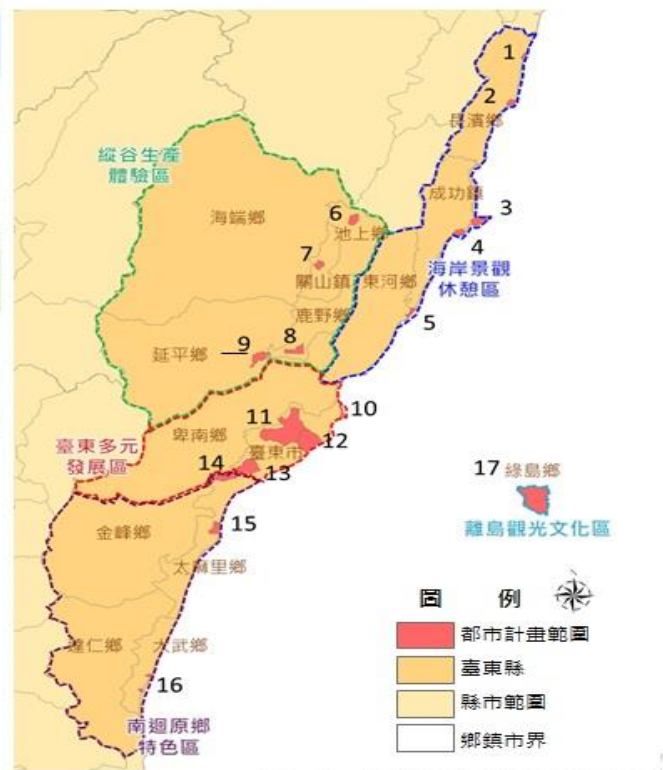 1
2
長濱鄉
縱谷生產
體驗區
海端鄉
成功鎮
3
6
池上鄉
4
7
關山鎮
東河鄉
海岸景觀
休憩區
鹿野鄉
5
延平鄉
9
8
10
11
卑南鄉
臺東市
12
臺東多元
發展區
14
13
17
綠島鄉
離島觀光文化區
金峰鄉
15
太麻里鄉
圖 例
都市計畫範圍
達仁鄉
大武鄉
臺東縣
16
縣市範圍
南迴原鄉
特色區
鄉鎮市界